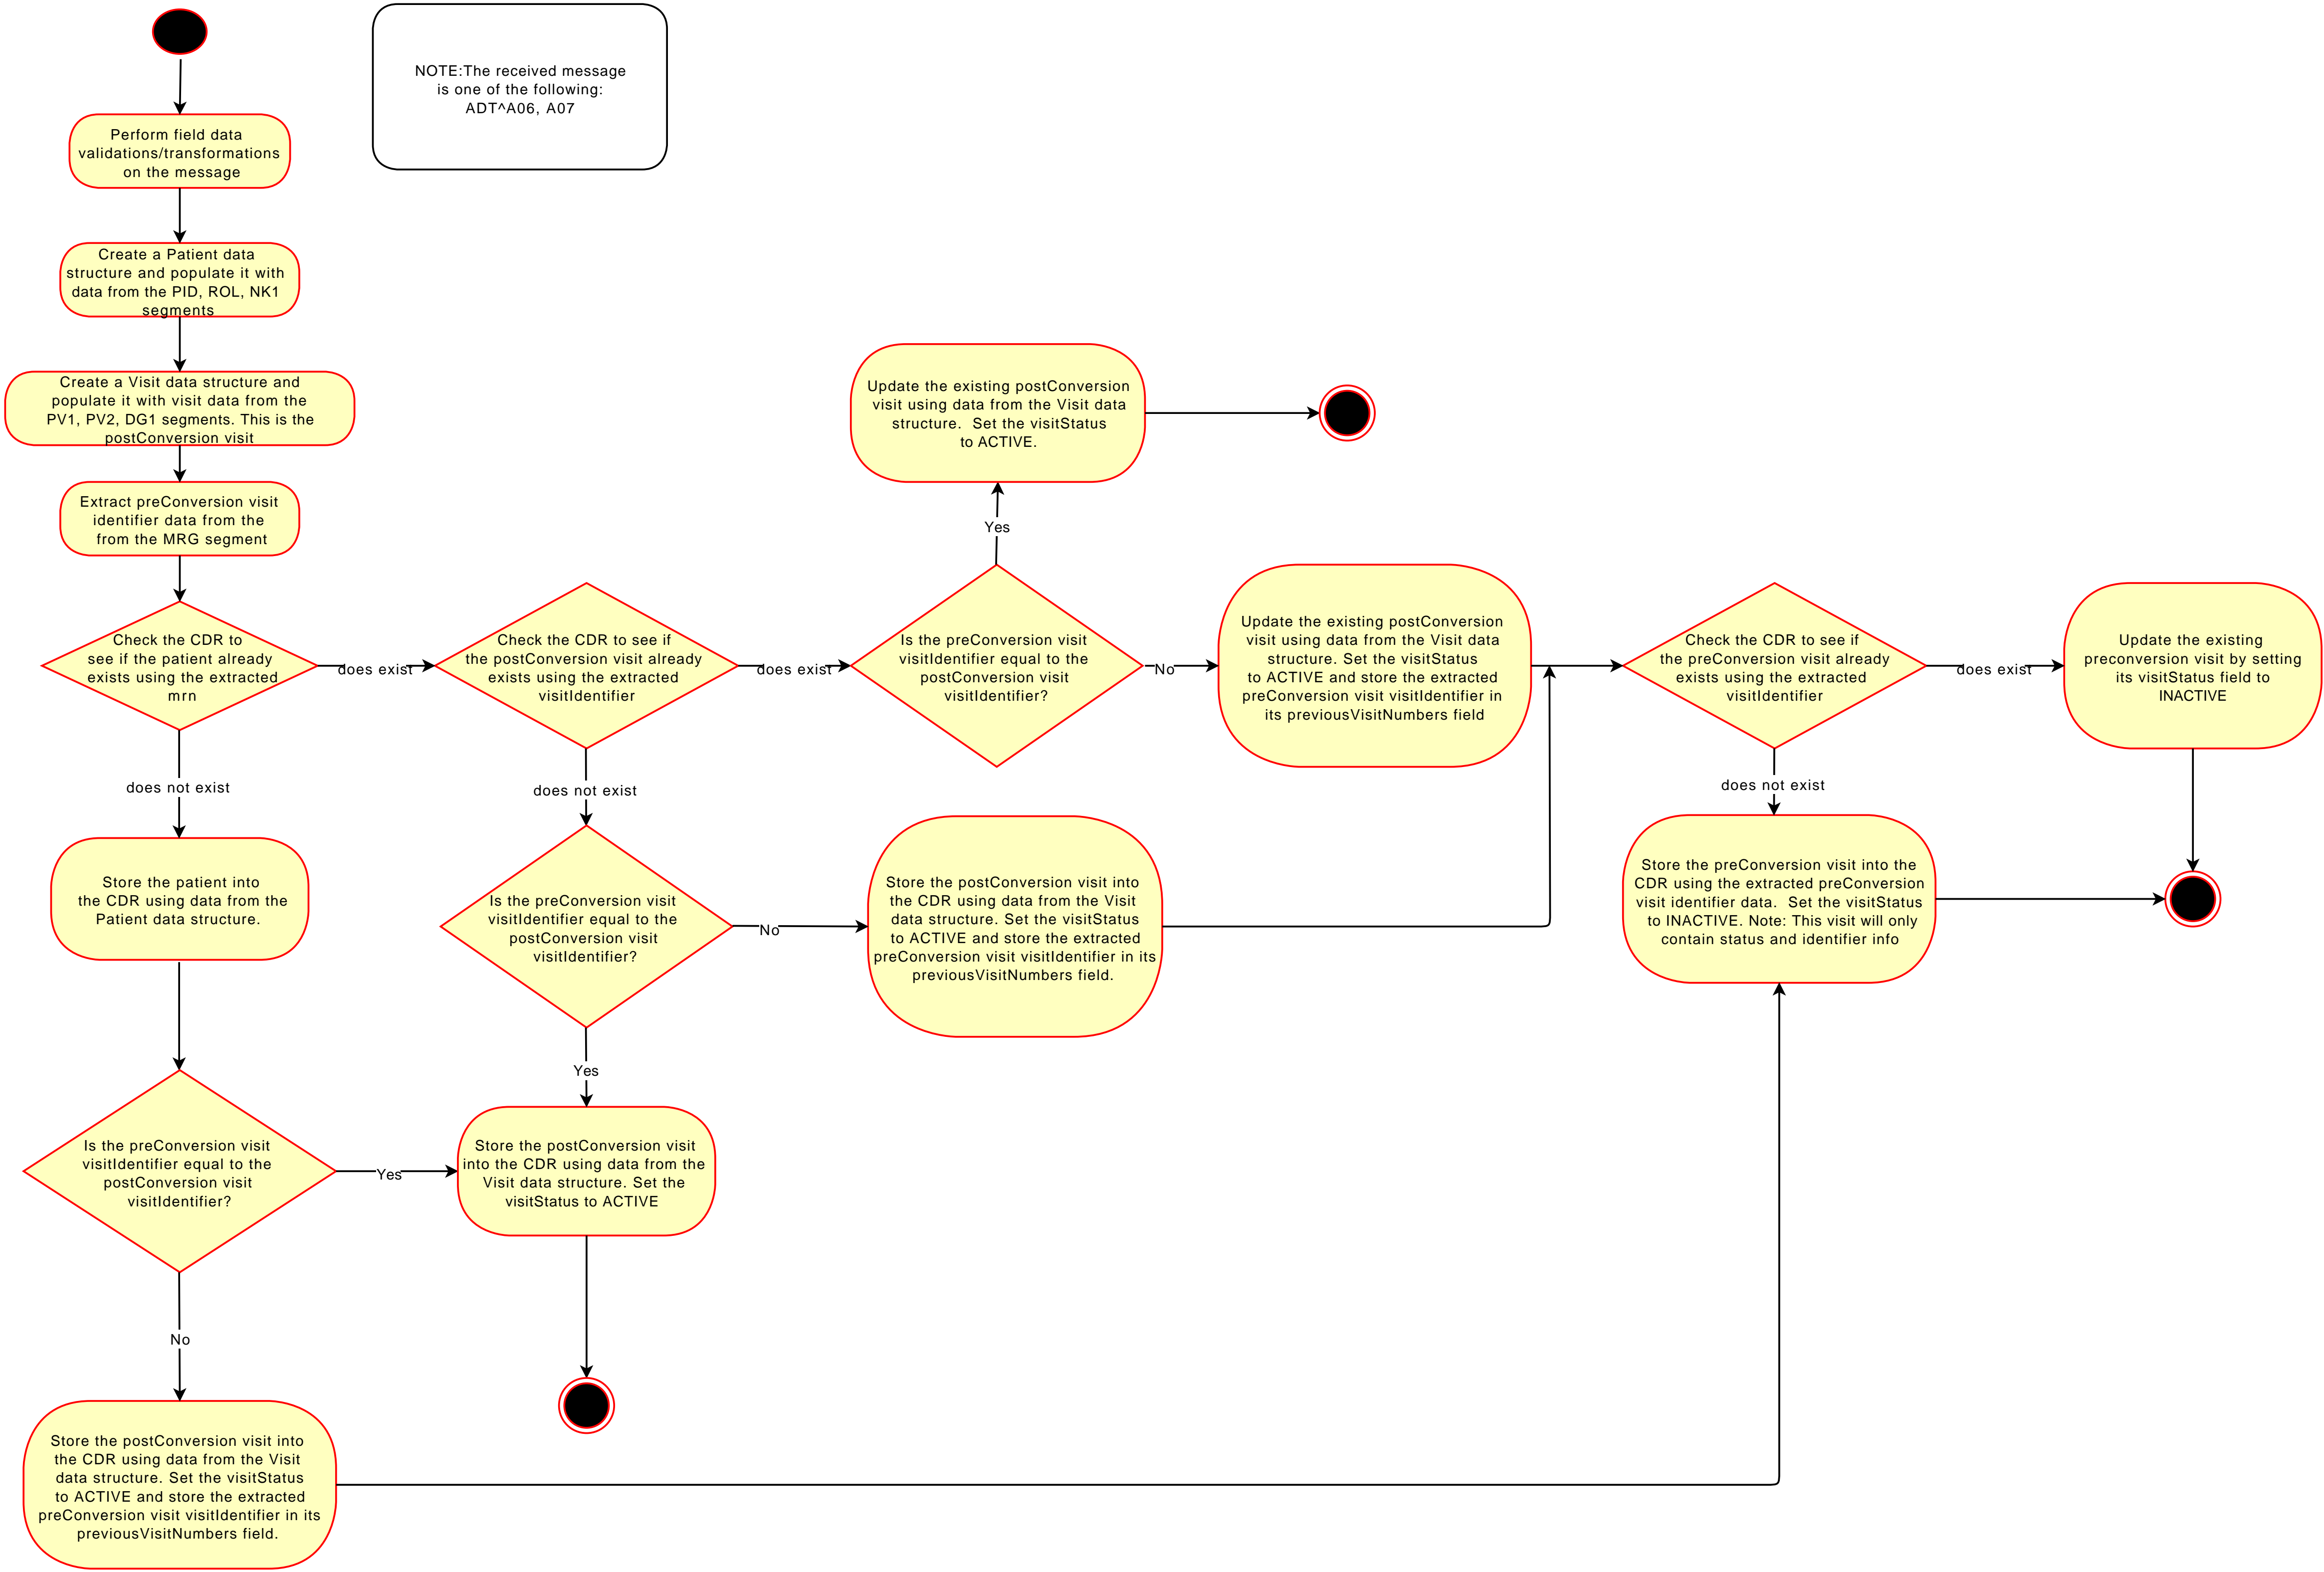 NOTE:The received message
is one of the following:
ADT^A06, A07
Perform field data
validations/transformations
on the message
Create a Patient data
structure and populate it with
data from the PID, ROL, NK1
segments
Create a Visit data structure and
populate it with visit data from the
PV1, PV2, DG1 segments. This is the
postConversion visit
Extract preConversion visit
identifier data from the
from the MRG segment
Check the CDR to
see if the patient already
exists using the extracted
mrn
does exist
Check the CDR to see if
the postConversion visit already
exists using the extracted
visitIdentifier
does exist
Is the preConversion visit
visitIdentifier equal to the
postConversion visit
visitIdentifier?
Yes
Update the existing postConversion
visit using data from the Visit data
structure.  Set the visitStatus
to ACTIVE.
No
Update the existing postConversion
visit using data from the Visit data
structure. Set the visitStatus
to ACTIVE and store the extracted
preConversion visit visitIdentifier in
its previousVisitNumbers field
Check the CDR to see if
the preConversion visit already
exists using the extracted
visitIdentifier
does exist
Update the existing
preconversion visit by setting
its visitStatus field to
INACTIVE
does not exist
Store the preConversion visit into the
CDR using the extracted preConversion
visit identifier data.  Set the visitStatus
to INACTIVE. Note: This visit will only
contain status and identifier info
does not exist
Is the preConversion visit
visitIdentifier equal to the
postConversion visit
visitIdentifier?
No
Store the postConversion visit into
the CDR using data from the Visit
data structure. Set the visitStatus
to ACTIVE and store the extracted
preConversion visit visitIdentifier in its
previousVisitNumbers field.
Yes
Store the postConversion visit
into the CDR using data from the
Visit data structure. Set the
visitStatus to ACTIVE
does not exist
Store the patient into
the CDR using data from the
Patient data structure.
Is the preConversion visit
visitIdentifier equal to the
postConversion visit
visitIdentifier?
Yes
No
Store the postConversion visit into
the CDR using data from the Visit
data structure. Set the visitStatus
to ACTIVE and store the extracted
preConversion visit visitIdentifier in its
previousVisitNumbers field.